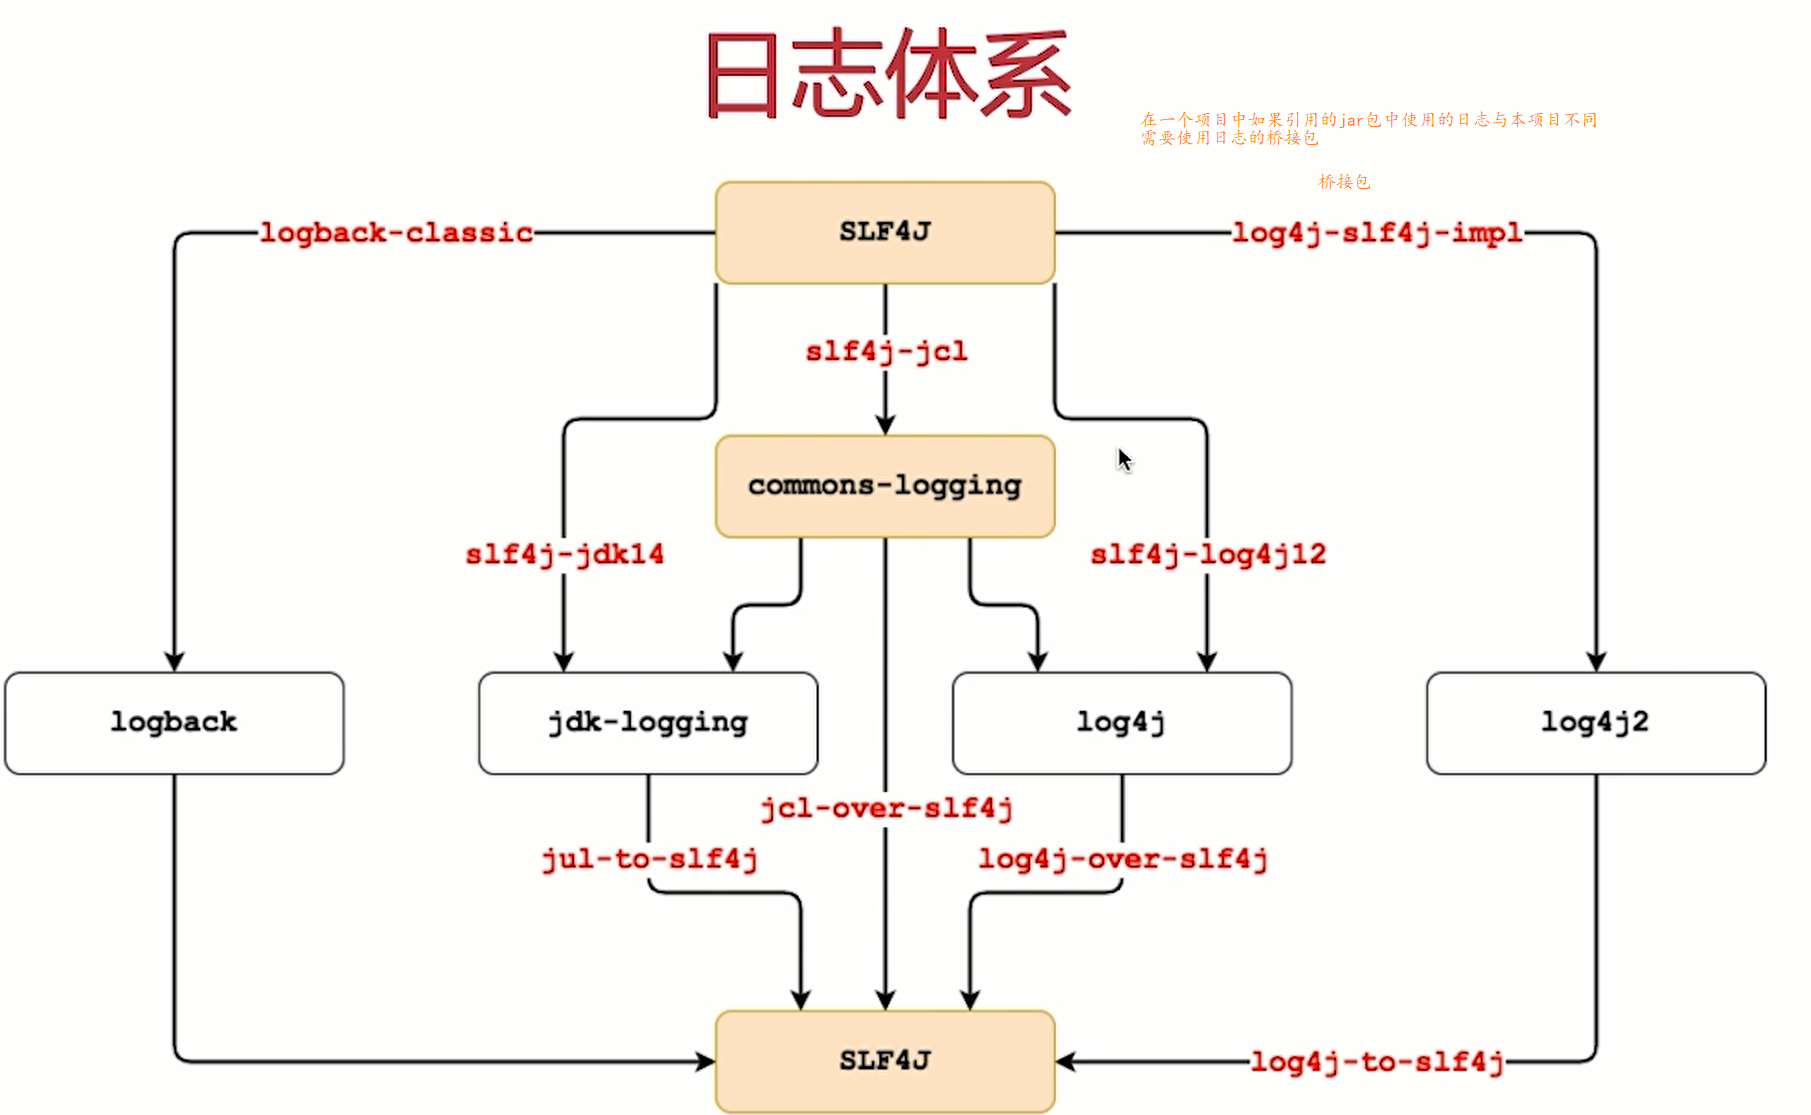 日志体系
在一个项目中如果引用的jar包中使用的日志与本项目不同
需要使用日志的桥接包
桥接包
logback-classic
SLF4J
log4j-slf4j-impl
slf4j-jcl
commons-logging
slf4j-jdk14
slf4j-log4j12
logback
jdk-logging
log4j
log4j2
jcl-over-slf4j
jul-to-slf4j
log4j-over-slf4j
SLF4J
log4j-to-slf4j